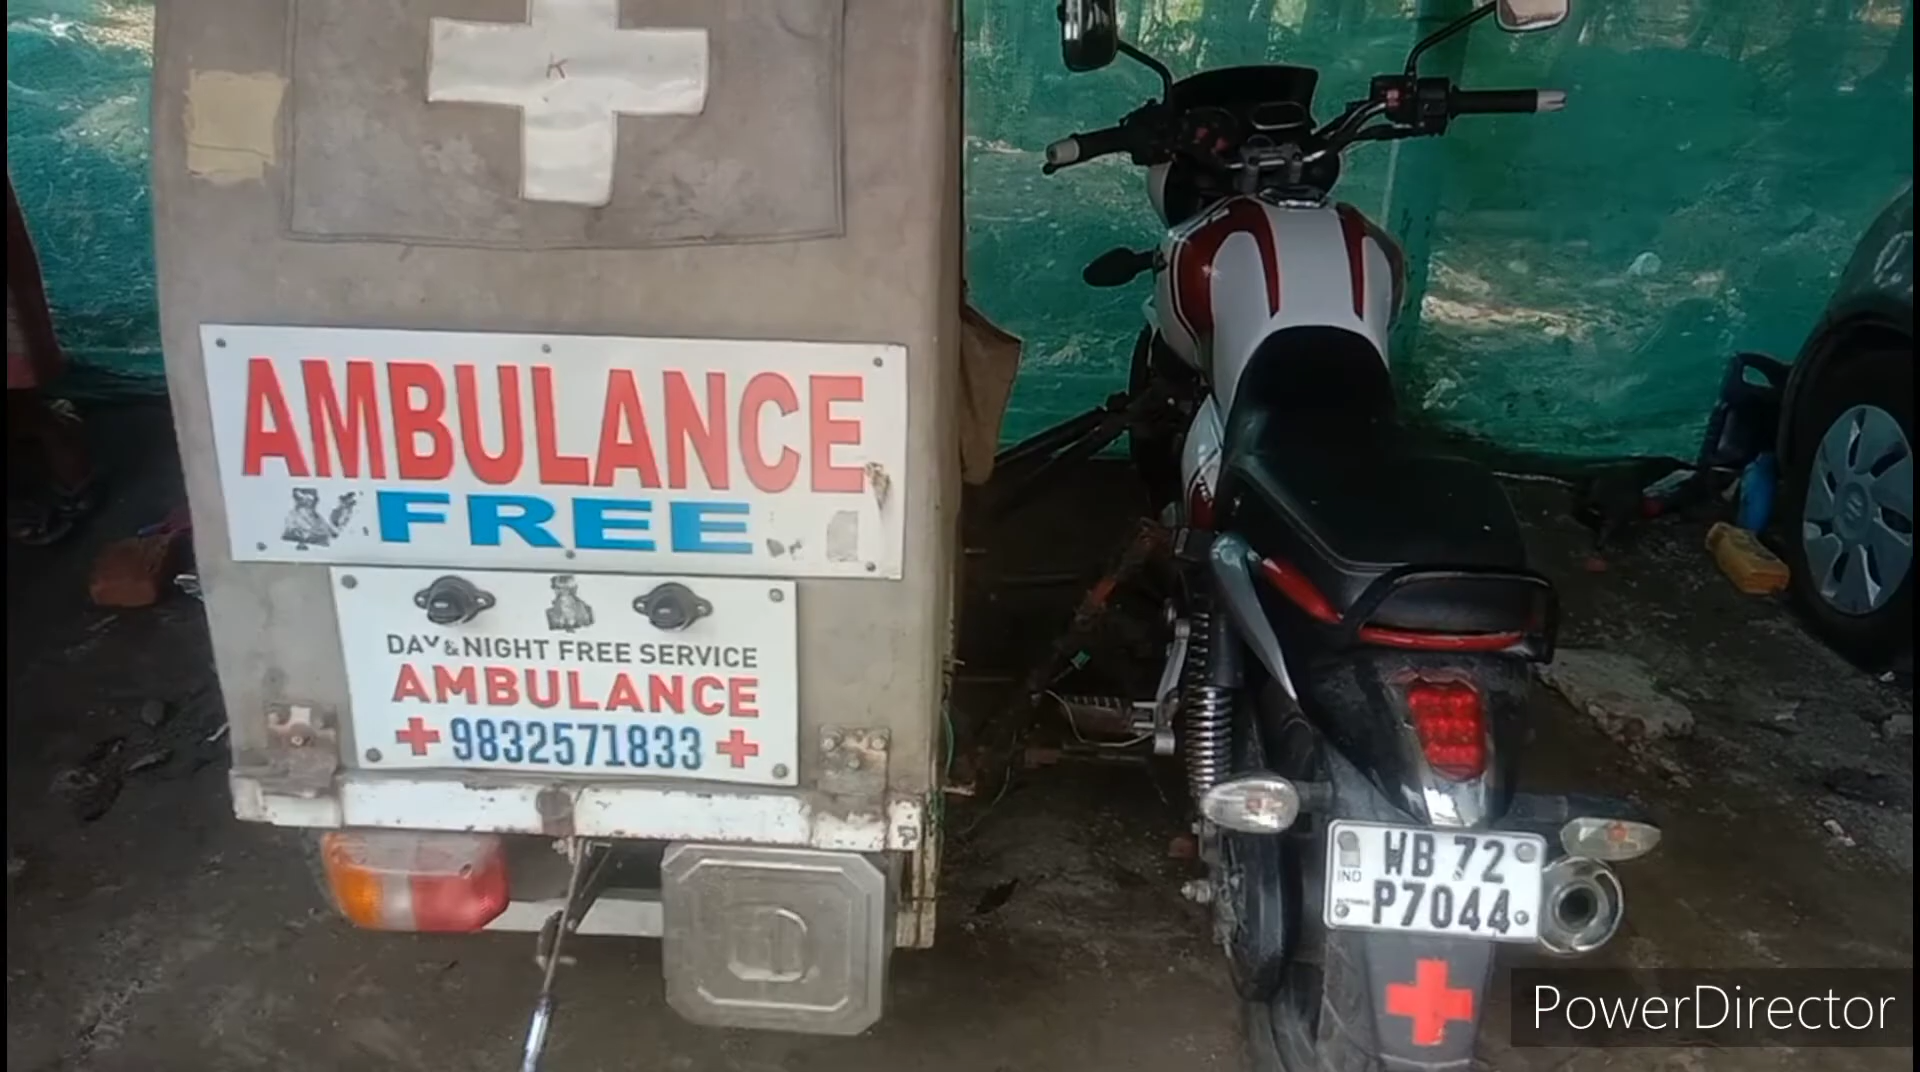 K
AMBULANCE
FREE
DAY & NIGHT FREE SERVICE
AMBULANCE
9832571833
WB 72
IND
P7044
PowerDirector